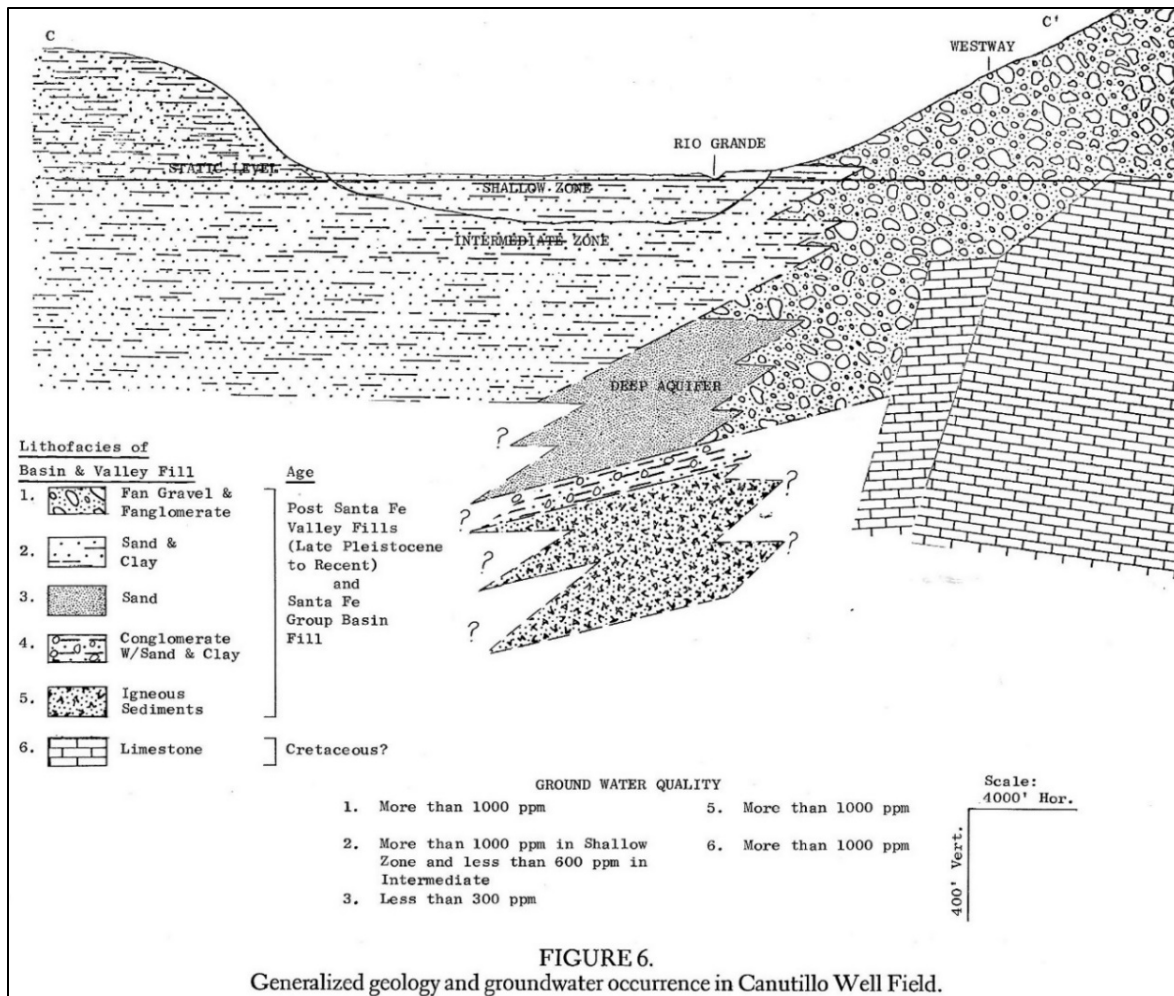 C
C'
WESTWAY
RIO GRANDE
STATIC LEVEL
SHALLOW ZONE
INTERMEDIATE ZONE
DEEP AQUIFER
?
?
?
?
?
?
Lithofacies of
Basin & Valley Fill
Age
1. Fan Gravel &
Fanglomerate
2. Sand &
Clay
3. Sand
4. Conglomerate
W/Sand & Clay
5. Igneous
Sediments
6. Limestone
Post Santa Fe
Valley Fills
(Late Pleistocene
to Recent)
and
Santa Fe
Group Basin
Fill
Cretaceous?
GROUND WATER QUALITY
1. More than 1000 ppm
2. More than 1000 ppm in Shallow
Zone and less than 600 ppm in
Intermediate
3. Less than 300 ppm
5. More than 1000 ppm
6. More than 1000 ppm
Scale:
4000' Hor.
400' Vert.
FIGURE 6.
Generalized geology and groundwater occurrence in Canutillo Well Field.